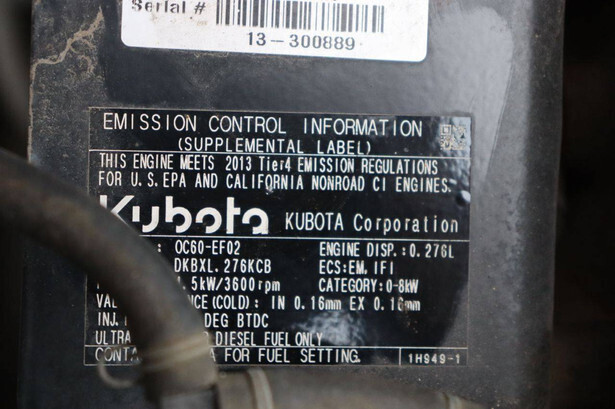 Serial #
13-300889
EMISSION CONTROL INFORMATION
(SUPPLEMENTAL LABEL)
THIS ENGINE MEETS 2013 Tier4 EMISSION REGULATIONS
FOR U.S. EPA AND CALIFORNIA NONROAD CI ENGINES.
Kubota KUBOTA Corporation
: OC60-EF02 ENGINE DISP.:0.276L
DKBXL.276KCB ECS:EM,IFI
.5kW/3600rpm CATEGORY:0-8kW
(COLD): IN 0.16mm EX 0.16mm
INJ. DEG BTDC
DIESEL FUEL ONLY
FOR FUEL SETTING. 1H949-1